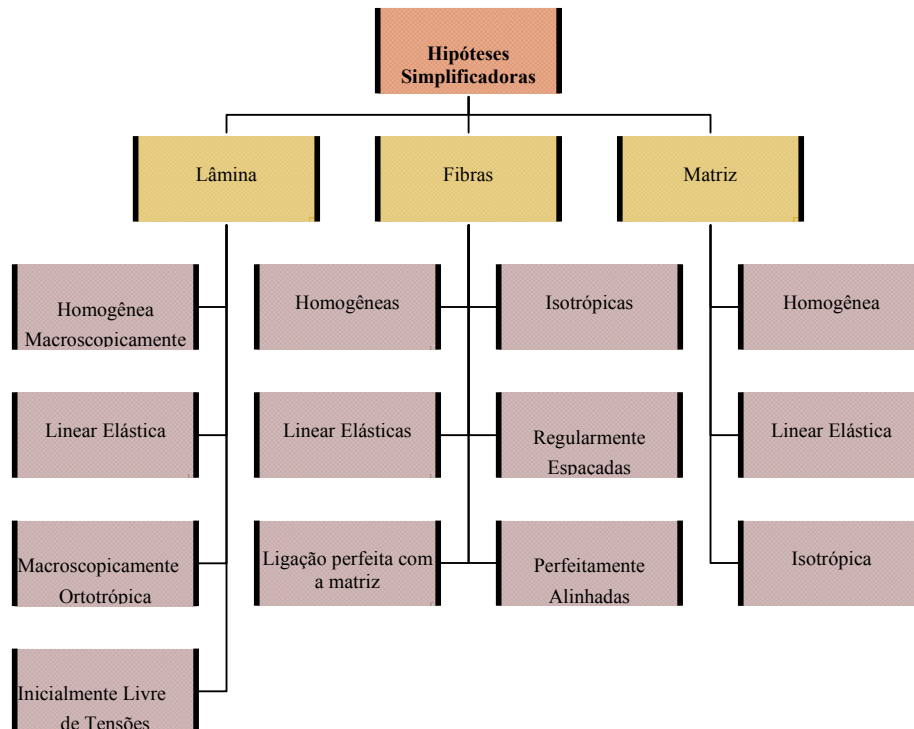 Hipóteses
Simplificadoras
Lâmina
Fibras
Matriz
Homogênea
Macroscopicamente
Homogêneas
Isotrópicas
Homogênea
Linear Elástica
Linear Elásticas
Regularmente
Espaçadas
Linear Elástica
Macroscopicamente
Ortotrópica
Ligação perfeita com
a matriz
Perfeitamente
Alinhadas
Isotrópica
Inicialmente Livre
de Tensões